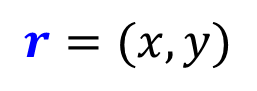 r = (x, y)